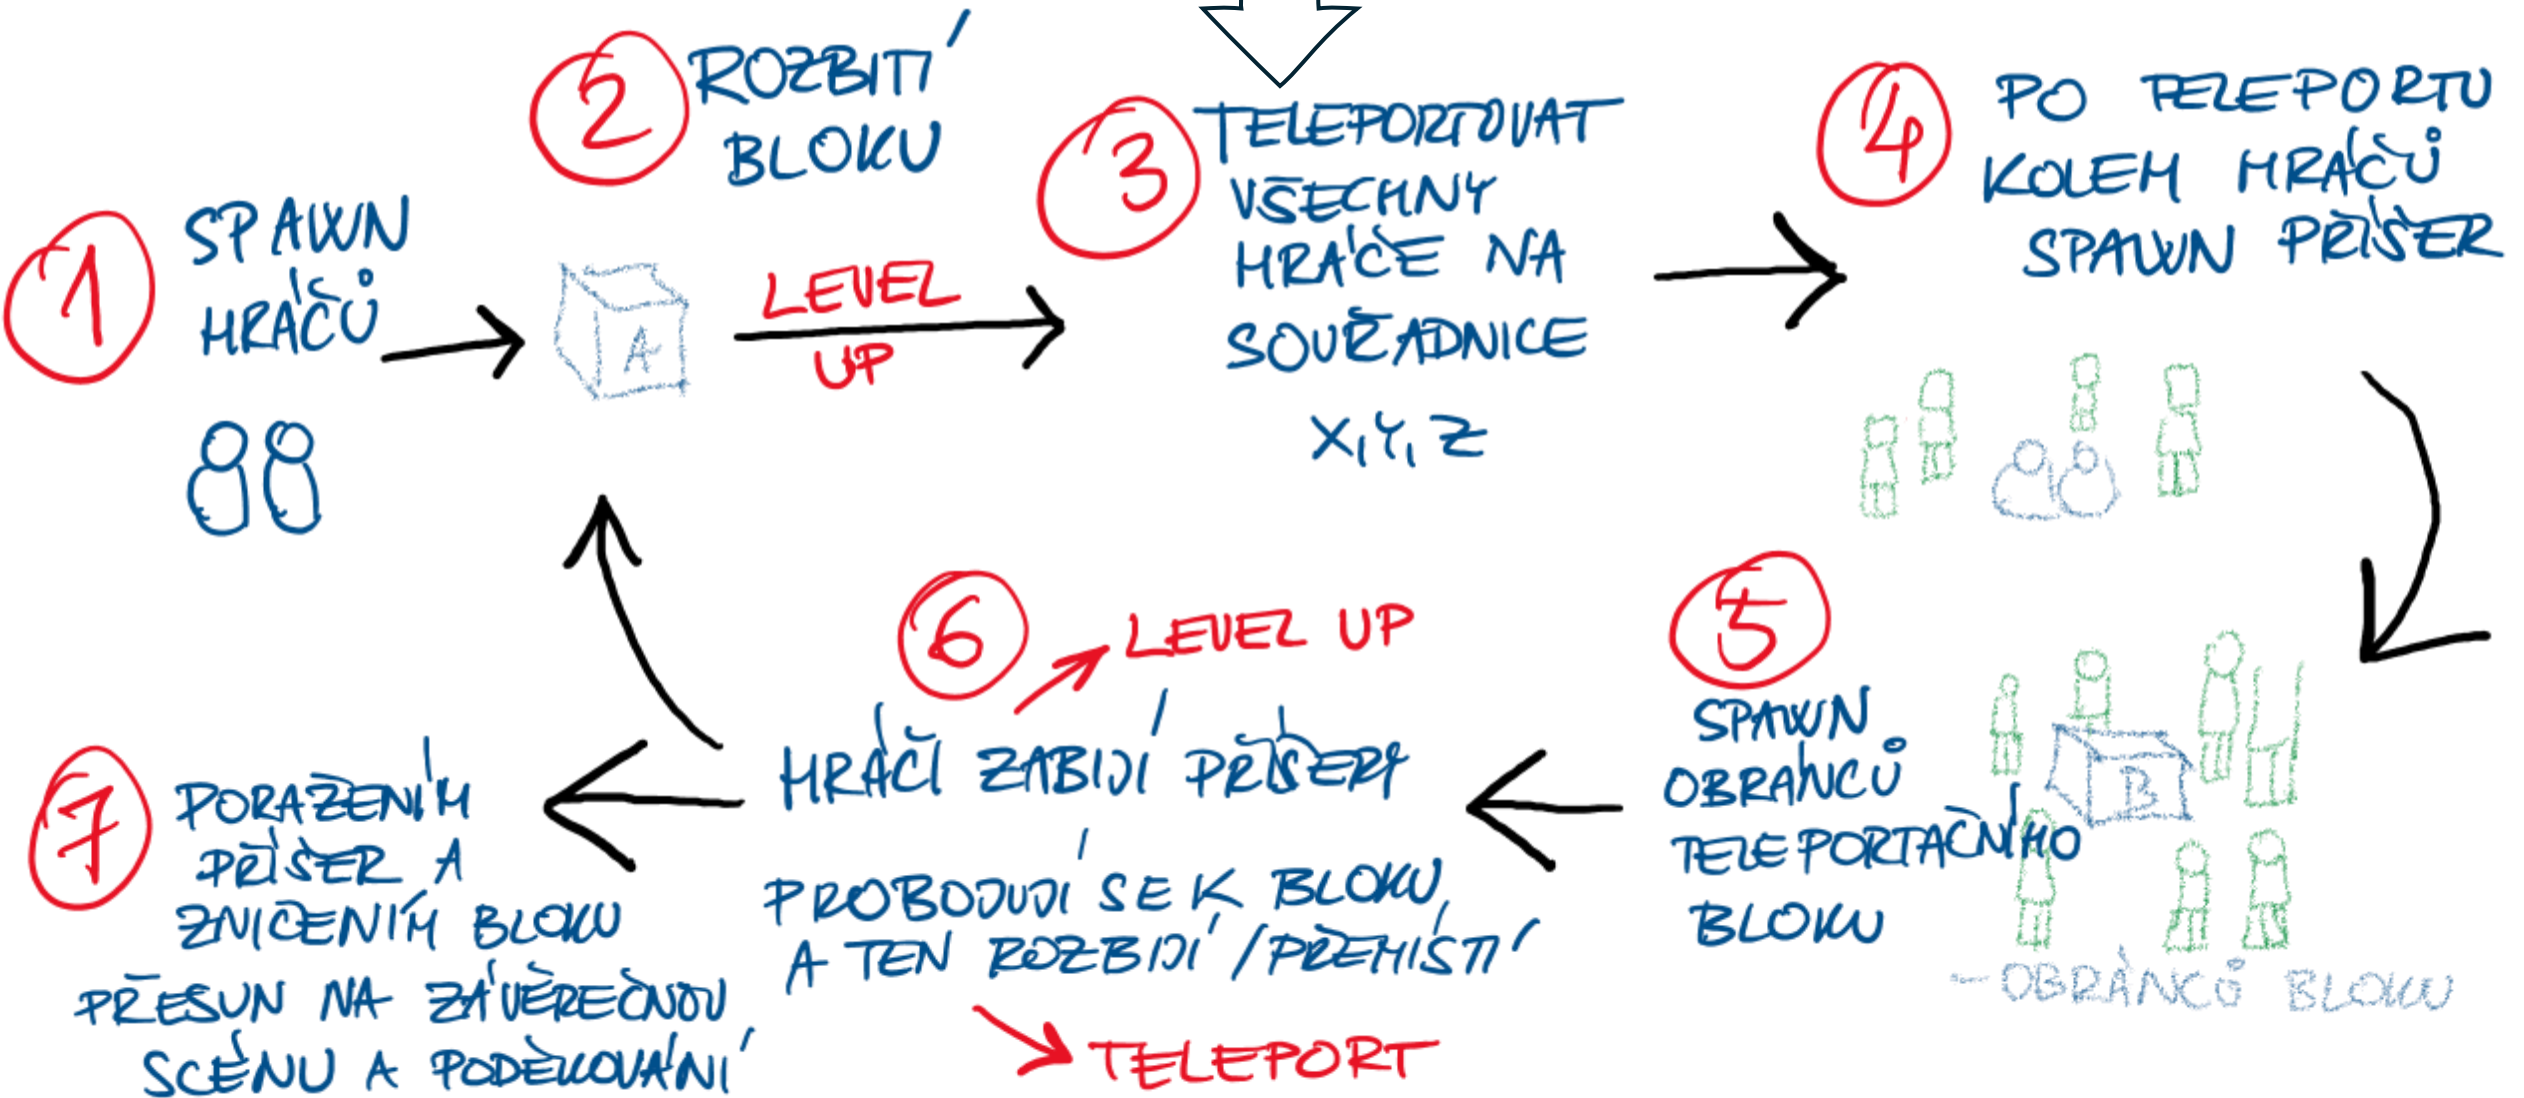 1
SPAWN
HRÁČŮ
2
ROZBITÍ
BLOKU
A
LEVEL
UP
3
TELEPORTOVAT
VŠECHNY
HRÁČE NA
SOUŘADNICE
X, Y, Z
4
PO TELEPORTU
KOLEM HRÁČŮ
SPAWN PŘÍŠER
5
SPAWN
OBRÁNCŮ
TELEPORTAČNÍHO
BLOKU
B
- OBRÁNCŮ BLOKU
6
LEVEL UP
HRÁČI ZABIJÍ PŘÍŠERY
PROBOJUJÍ SE K BLOKU
A TEN ROZBIJÍ / PŘEMÍSTÍ
TELEPORT
7
PORAŽENÍM
PŘÍŠER A
ZNIČENÍM BLOKU
PŘESUN NA ZÁVĚREČNOU
SCÉNU A PODĚKOVÁNÍ